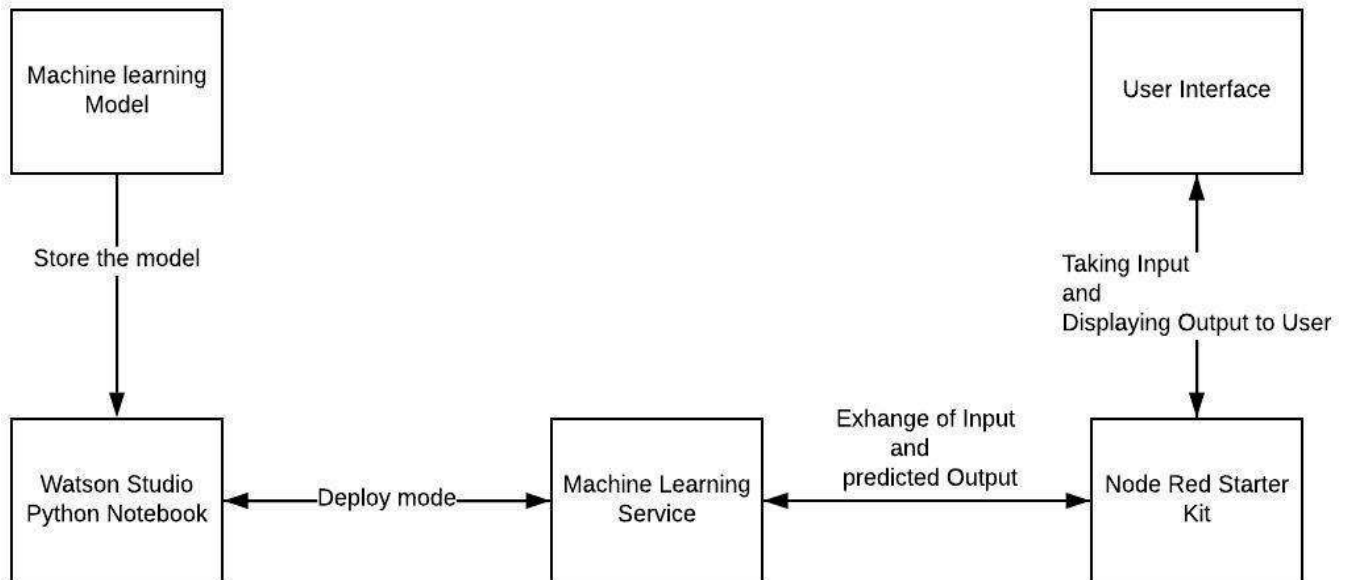 Machine learning
Model
User Interface
Store the model
Taking Input
and
Displaying Output to User
Watson Studio
Python Notebook
Deploy mode
Machine Learning
Service
Exhange of Input
and
predicted Output
Node Red Starter
Kit